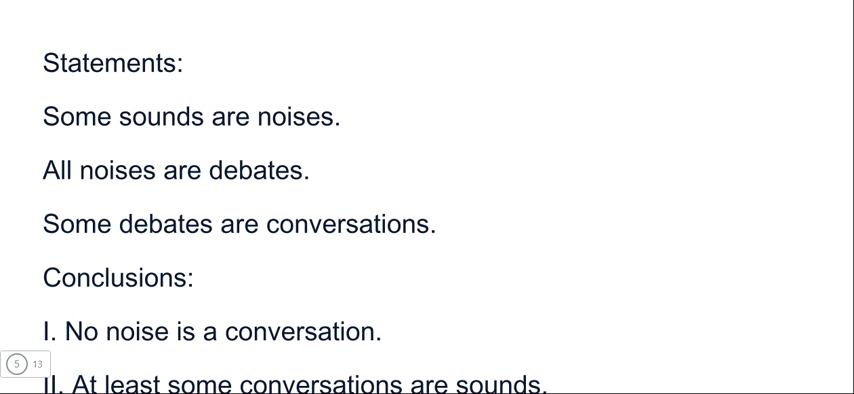 Statements:
Some sounds are noises.
All noises are debates.
Some debates are conversations.
Conclusions:
I. No noise is a conversation.
5 13
II. At least some conversations are sounds.